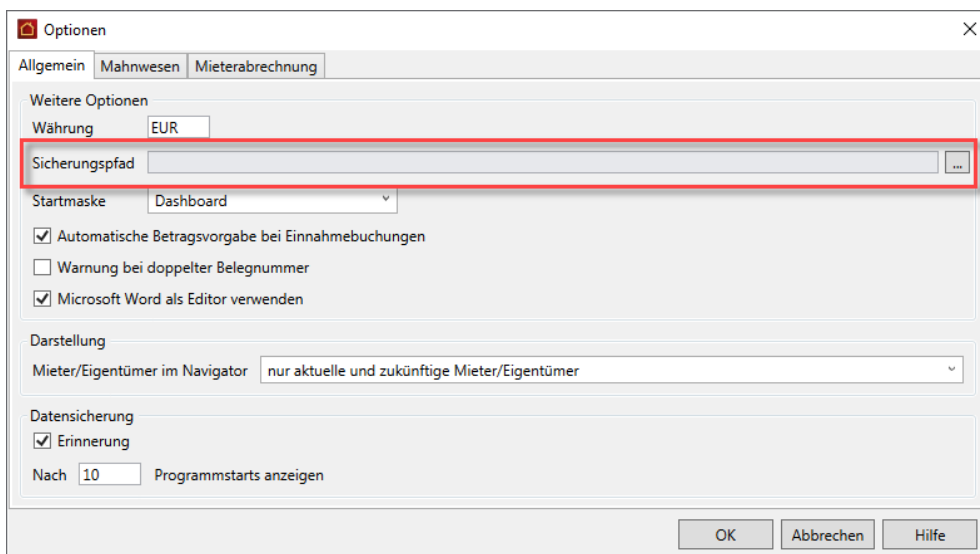 Optionen
Allgemein Mahnwesen Mieterabrechnung
Weitere Optionen
Währung EUR
Sicherungspfad ...
Startmaske Dashboard
Automatische Betragsvorgabe bei Einnahmebuchungen
Warnung bei doppelter Belegnummer
Microsoft Word als Editor verwenden
Darstellung
Mieter/Eigentümer im Navigator nur aktuelle und zukünftige Mieter/Eigentümer
Datensicherung
Erinnerung
Nach 10 Programmstarts anzeigen
OK Abbrechen Hilfe